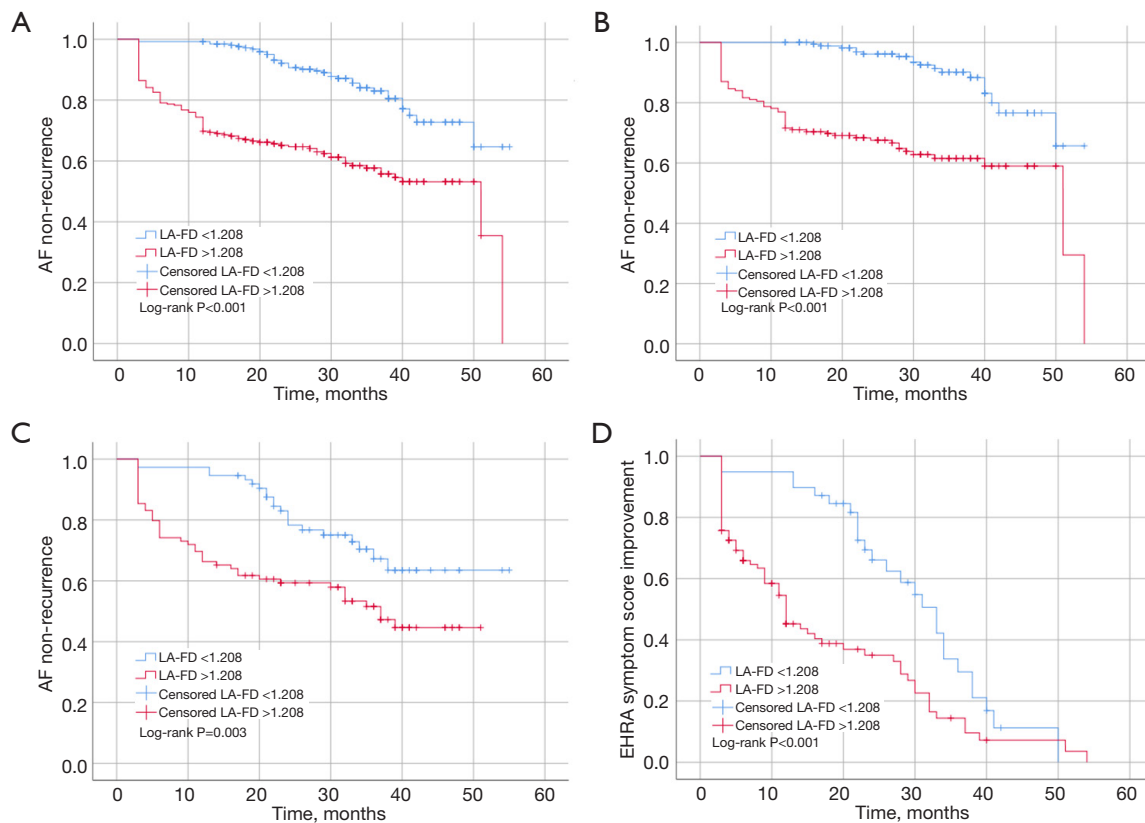 A
AF non-recurrence
1.0
0.8
0.6
0.4
0.2
0.0
LA-FD <1.208
LA-FD >1.208
Censored LA-FD <1.208
Censored LA-FD >1.208
Log-rank P<0.001
0 10 20 30 40 50 60
Time, months
B
AF non-recurrence
1.0
0.8
0.6
0.4
0.2
0.0
LA-FD <1.208
LA-FD >1.208
Censored LA-FD <1.208
Censored LA-FD >1.208
Log-rank P<0.001
0 10 20 30 40 50 60
Time, months
C
AF non-recurrence
1.0
0.8
0.6
0.4
0.2
0.0
LA-FD <1.208
LA-FD >1.208
Censored LA-FD <1.208
Censored LA-FD >1.208
Log-rank P=0.003
0 10 20 30 40 50 60
Time, months
D
EHRA symptom score improvement
1.0
0.8
0.6
0.4
0.2
0.0
LA-FD <1.208
LA-FD >1.208
Censored LA-FD <1.208
Censored LA-FD >1.208
Log-rank P<0.001
0 10 20 30 40 50 60
Time, months